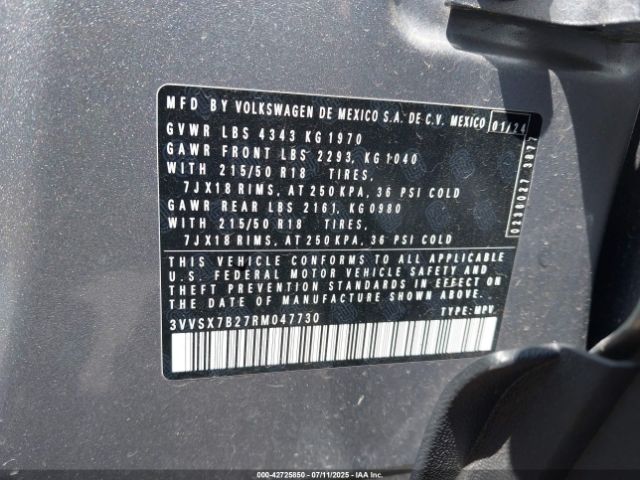 MFD BY VOLKSWAGEN DE MEXICO S.A. DE C.V. MEXICO 01/24
GVWR LBS 4343 KG 1970
GAWR FRONT LBS 2293, KG 1040
WITH 215/50 R18 TIRES,
7JX18 RIMS, AT 250 KPA, 36 PSI COLD
GAWR REAR LBS 2161, KG 0980
WITH 215/50 R18 TIRES,
7JX18 RIMS, AT 250 KPA, 36 PSI COLD
0236027 3077
THIS VEHICLE CONFORMS TO ALL APPLICABLE
U.S. FEDERAL MOTOR VEHICLE SAFETY AND
THEFT PREVENTION STANDARDS IN EFFECT ON
THE DATE OF MANUFACTURE SHOWN ABOVE.
3VVSX7B27RM047730 TYPE: MPV
000-42725850 - 07/11/2025 - IAA Inc.